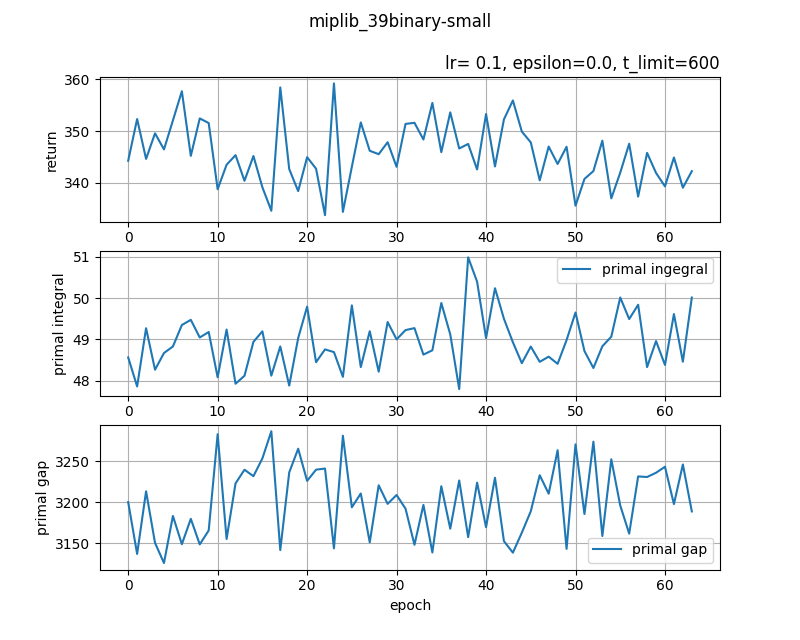 miplib_39binary-small
lr= 0.1, epsilon=0.0, t_limit=600
360
350
340
return
0 10 20 30 40 50 60
51
50
49
48
primal integral
primal ingegral
0 10 20 30 40 50 60
3250
3200
3150
primal gap
primal gap
0 10 20 30 40 50 60
epoch